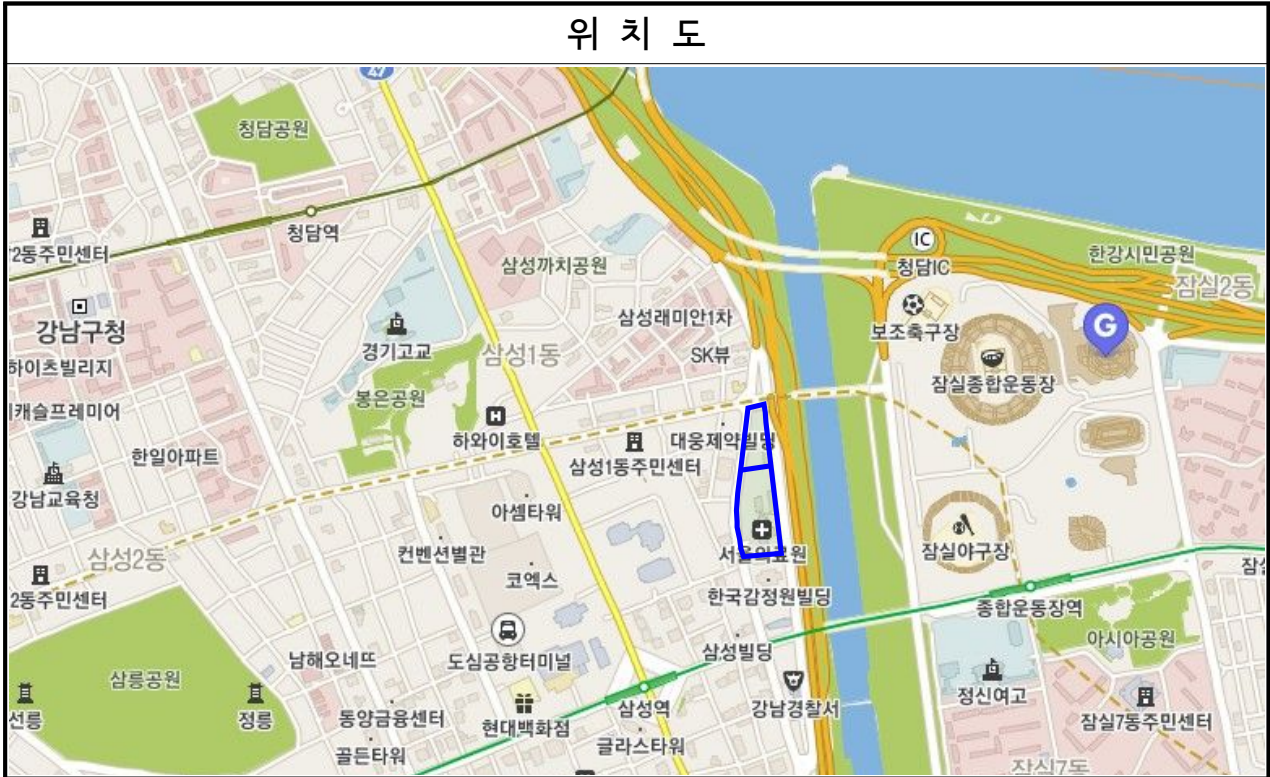 위 치 도
47
청담공원
청담역
2동주민센터
강남구청
하이츠빌리지
캐슬프레미어
한일아파트
강남교육청
경기고교
봉은공원
삼성까치공원
삼성래미안1차
SK뷰
삼성1동
하와이호텔
삼성1동주민센터
대웅제약빌딩
IC
청담IC
한강시민공원
잠실2동
보조축구장
G
잠실종합운동장
삼성2동
2동주민센터
아셈타워
컨벤션별관
코엑스
서울의료원
한국감정원빌딩
잠실야구장
종합운동장역
아시아공원
삼릉공원
선릉
정릉
남해오네뜨
동양금융센터
골든타워
도심공항터미널
현대백화점
삼성역
글라스타워
삼성빌딩
강남경찰서
정신여고
잠실7동주민센터
잠실7동